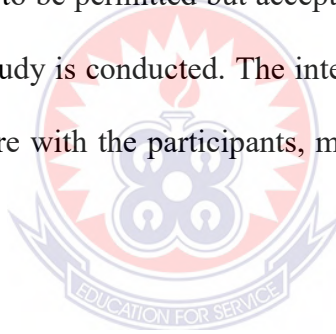 to be permitted but accept
udy is conducted. The inte
re with the participants, m
EDUCATION FOR SERVICE